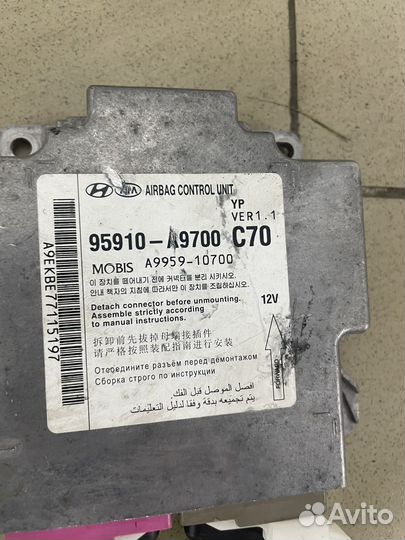 KIA AIRBAG CONTROL UNIT
YP
VER1.1
95910-A9700 C70
MOBIS A9959-10700
이 장치를 떼어내기 전에 커넥터를 분리 시키시오.
안내 책자의 지침에 따라서만 이 장치를 조립하십시오.
Detach connector before unmounting.
Assemble strictly according
to manual instructions.
12V
拆卸前先拔掉母端接插件
请严格按照装配指南进行安装
Отсоедините разъём перед демонтажом
Сборка строго по инструкции
افصل الموصل قبل الفك.
يتم تجميعه بدقة وفقا لدليل التعليمات
FORWARD
A9EKBE77115197
Avito